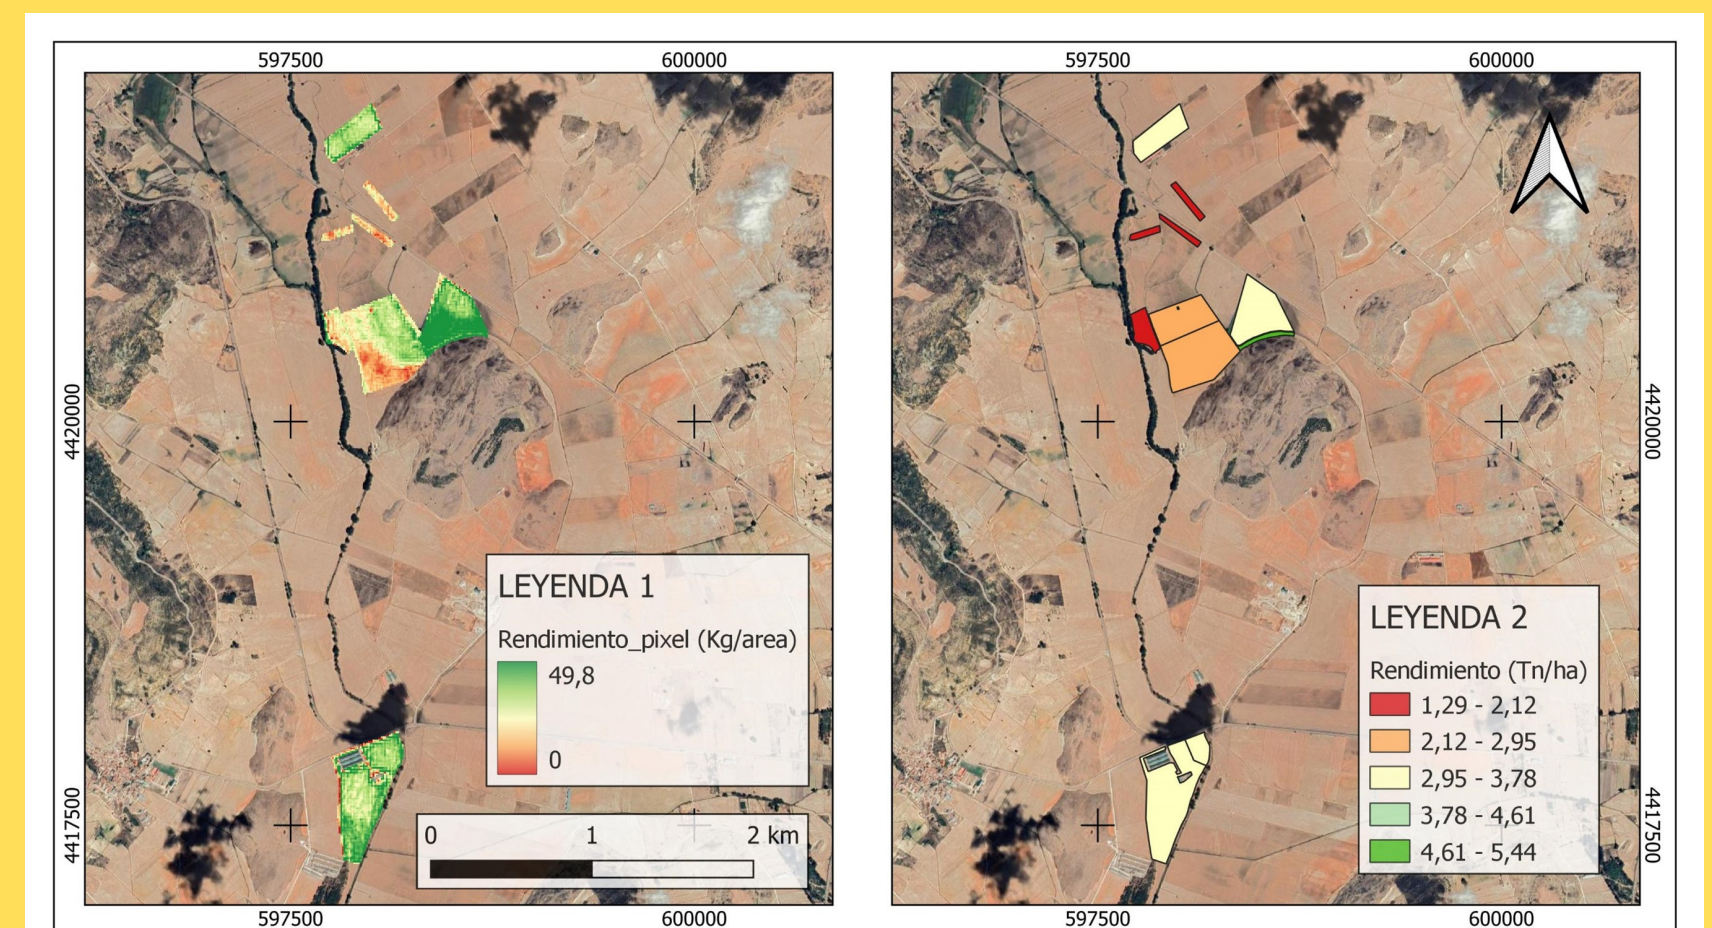 597500
600000
597500
600000
4420000
4420000
LEYENDA 1
Rendimiento_pixel (Kg/area)
49,8
0
LEYENDA 2
Rendimiento (Tn/ha)
1,29 - 2,12
2,12 - 2,95
2,95 - 3,78
3,78 - 4,61
4,61 - 5,44
4417500
4417500
0
1
2 km
597500
600000
597500
600000